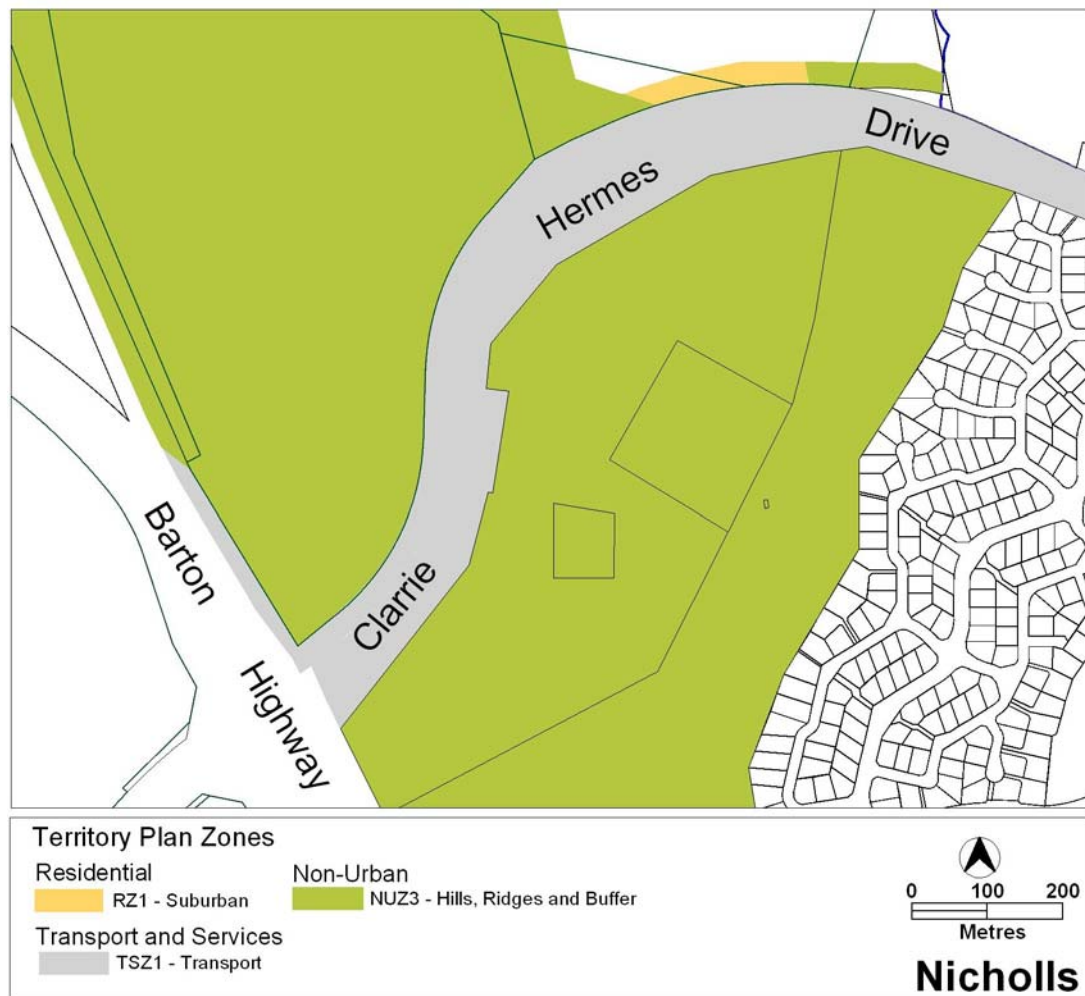 Drive
Hermes
Clarrie
Barton
Highway
Territory Plan Zones
Residential
RZ1 - Suburban
Non-Urban
NUZ3 - Hills, Ridges and Buffer
Transport and Services
TSZ1 - Transport
0 100 200
Metres
Nicholls